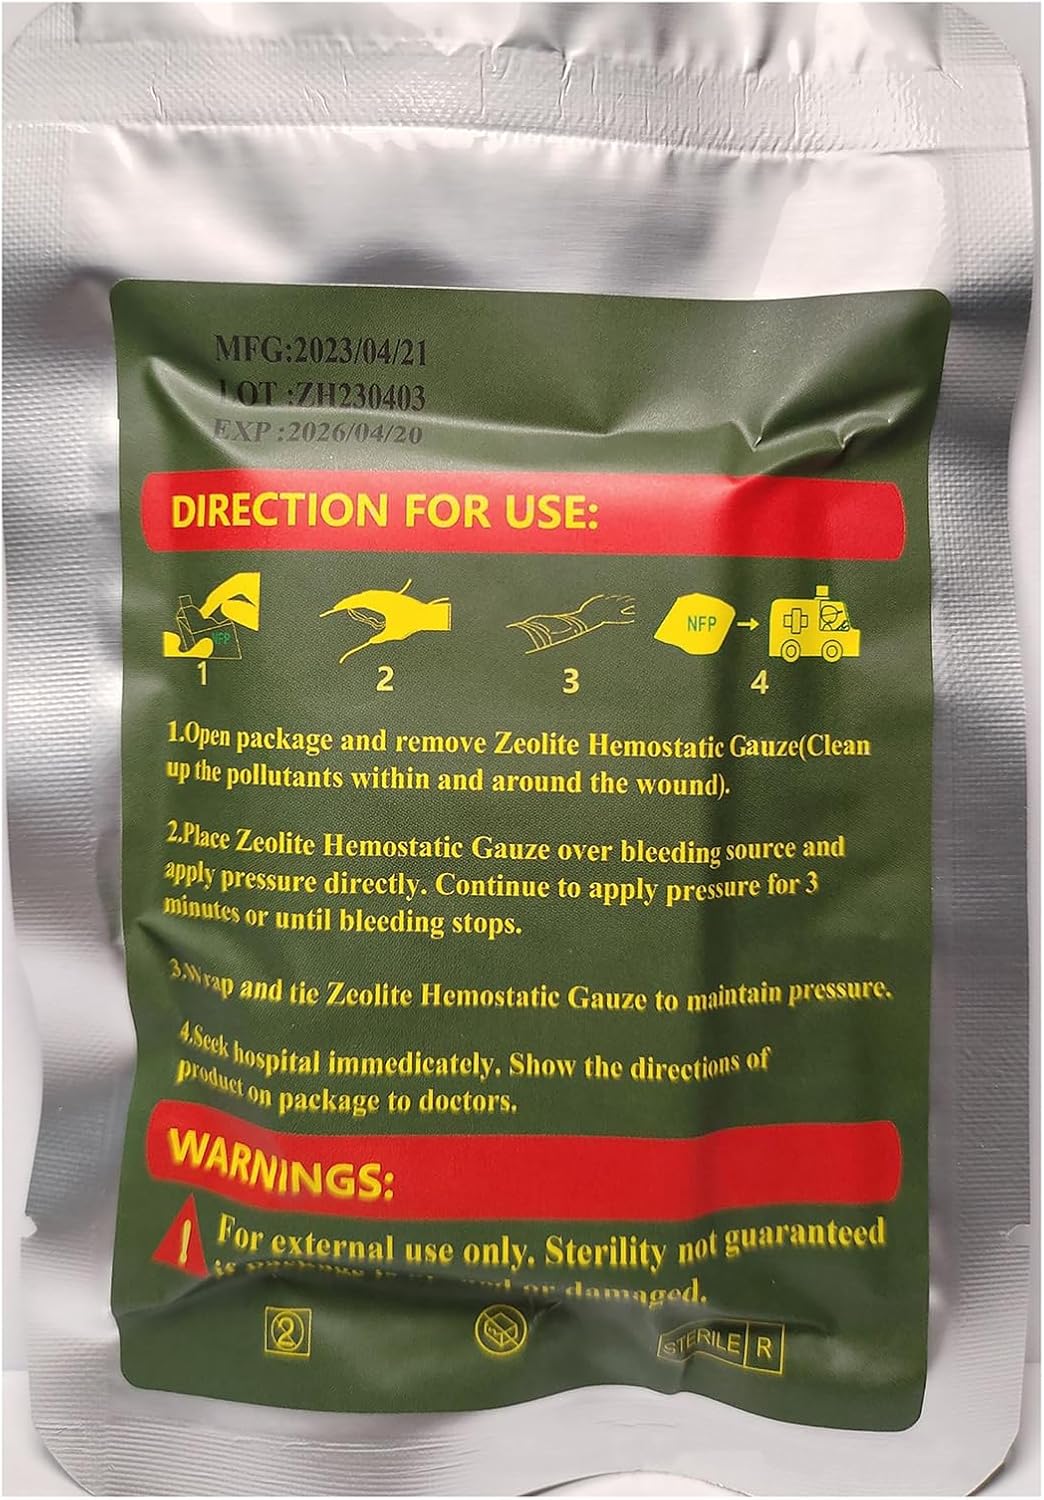 MFG:2023/04/21
LOT :ZH230403
EXP :2026/04/20
DIRECTION FOR USE:
NFP
NFP
1
2
3
4
1.Open package and remove Zeolite Hemostatic Gauze(Clean
up the pollutants within and around the wound).
2.Place Zeolite Hemostatic Gauze over bleeding source and
apply pressure directly. Continue to apply pressure for 3
minutes or until bleeding stops.
3.Wrap and tie Zeolite Hemostatic Gauze to maintain pressure.
4.Seek hospital immedicately. Show the directions of
product on package to doctors.
WARNINGS:
!
For external use only. Sterility not guaranteed
or damaged.
2
STERILE R